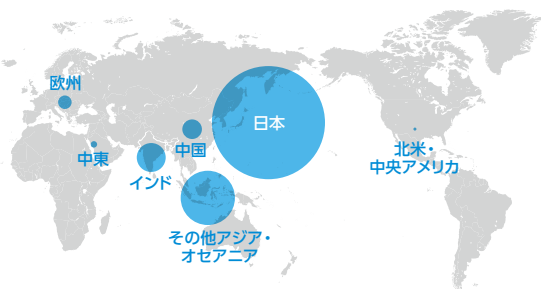 欧州
日本
中国
中東
インド
北米・
中央アメリカ
その他アジア・
オセアニア